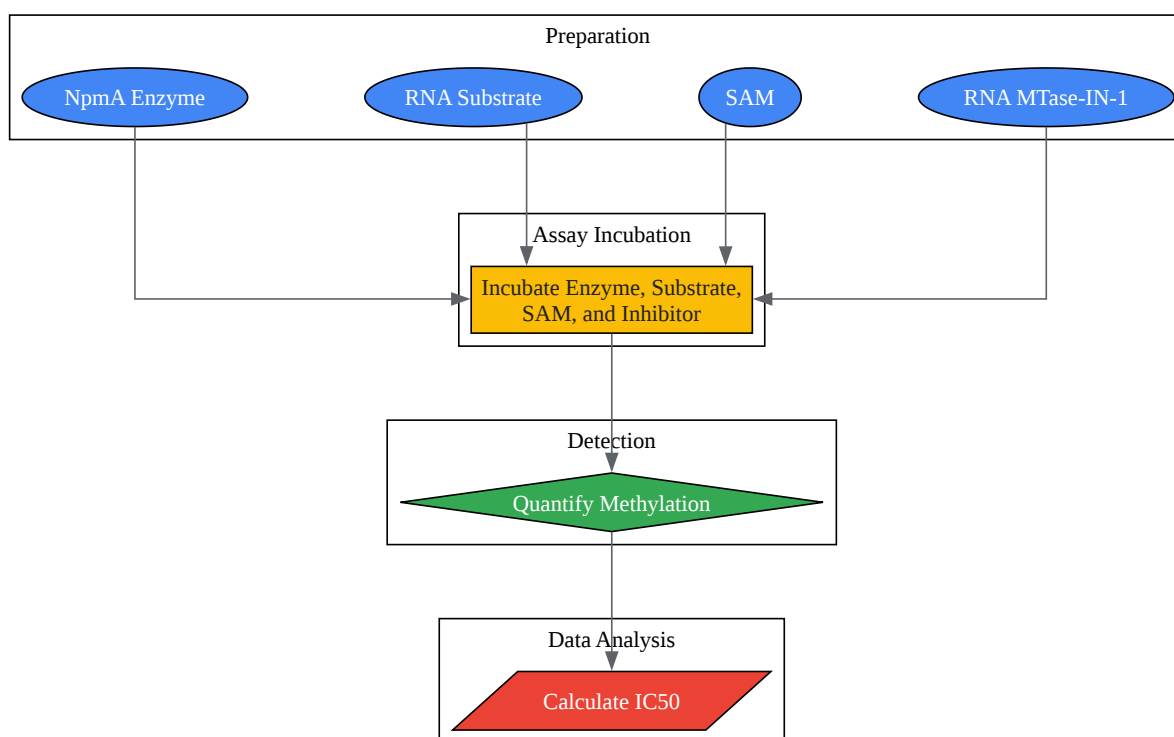 Preparation
NpmA Enzyme
RNA Substrate
SAM
RNA MTase-IN-1
Assay Incubation
Incubate Enzyme, Substrate,
SAM, and Inhibitor
Detection
Quantify Methylation
Data Analysis
Calculate IC50